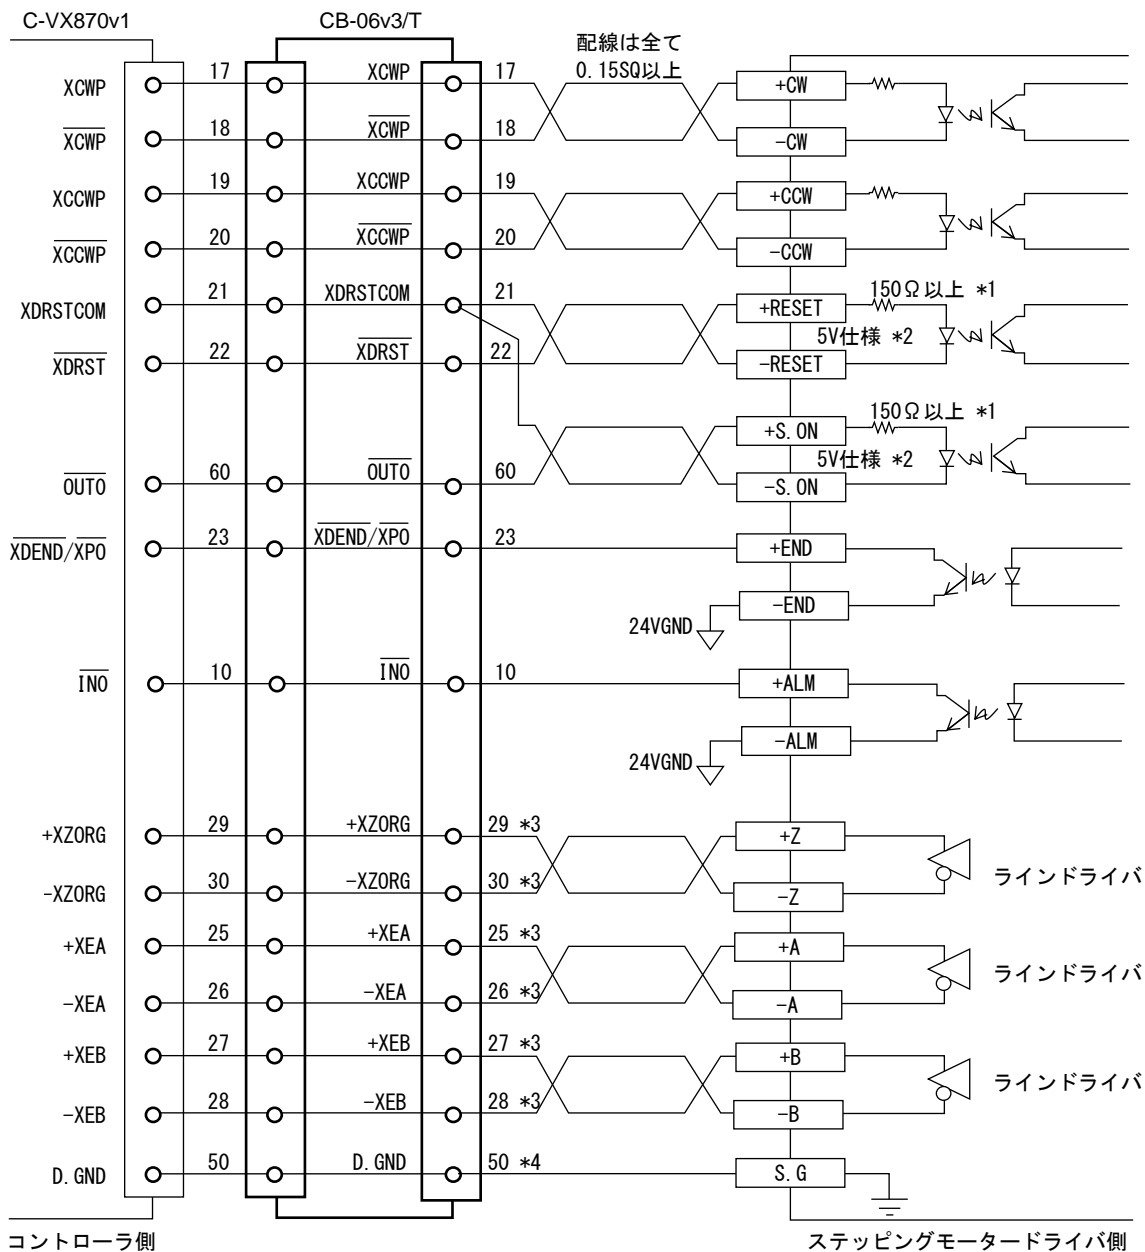 C-VX870v1 CB-06v3/T
配線は全て
0.15SQ以上
XCWP 17 XCWP 17 +CW
XCWP 18 XCWP 18 −CW
XCCWP 19 XCCWP 19 +CCW
XCCWP 20 XCCWP 20 −CCW
150Ω以上 *1
XDRSTCOM 21 XDRSTCOM 21 +RESET
5V仕様 *2
XDRST 22 XDRST 22 −RESET
150Ω以上 *1
+S.ON
5V仕様 *2
OUT0 60 OUT0 60 −S.ON
XDEND/XPO 23 XDEND/XPO 23 +END
24VGND −END
IN0 10 IN0 10 +ALM
24VGND −ALM
+XZORG 29 +XZORG 29 *3 +Z
ラインドライバ
−XZORG 30 −XZORG 30 *3 −Z
+XEA 25 +XEA 25 *3 +A
ラインドライバ
−XEA 26 −XEA 26 *3 −A
+XEB 27 +XEB 27 *3 +B
ラインドライバ
−XEB 28 −XEB 28 *3 −B
D.GND 50 D.GND 50 *4 S.G
コントローラ側 ステッピングモータードライバ側